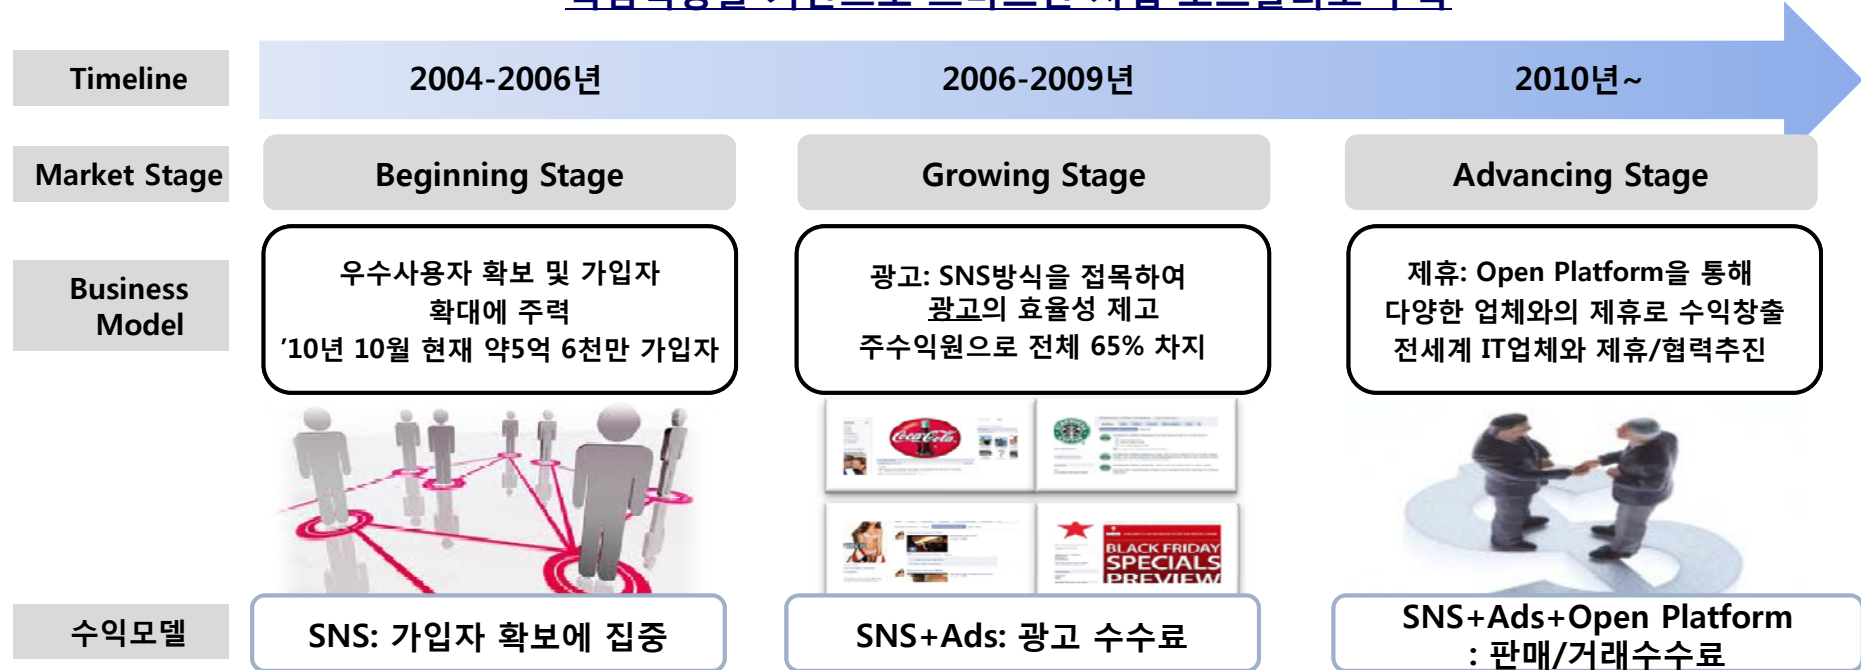 Timeline
2004-2006년
2006-2009년
2010년~
Market Stage
Beginning Stage
Growing Stage
Advancing Stage
Business
Model
우수사용자 확보 및 가입자
확대에 주력
’10년 10월 현재 약5억 6천만 가입자
광고: SNS방식을 접목하여
광고의 효율성 제고
주수익원으로 전체 65% 차지
제휴: Open Platform을 통해
다양한 업체와의 제휴로 수익창출
전세계 IT업체와 제휴/협력추진
Coca-Cola
BLACK FRIDAY
SPECIALS
PREVIEW
수익모델
SNS: 가입자 확보에 집중
SNS+Ads: 광고 수수료
SNS+Ads+Open Platform
: 판매/거래수수료